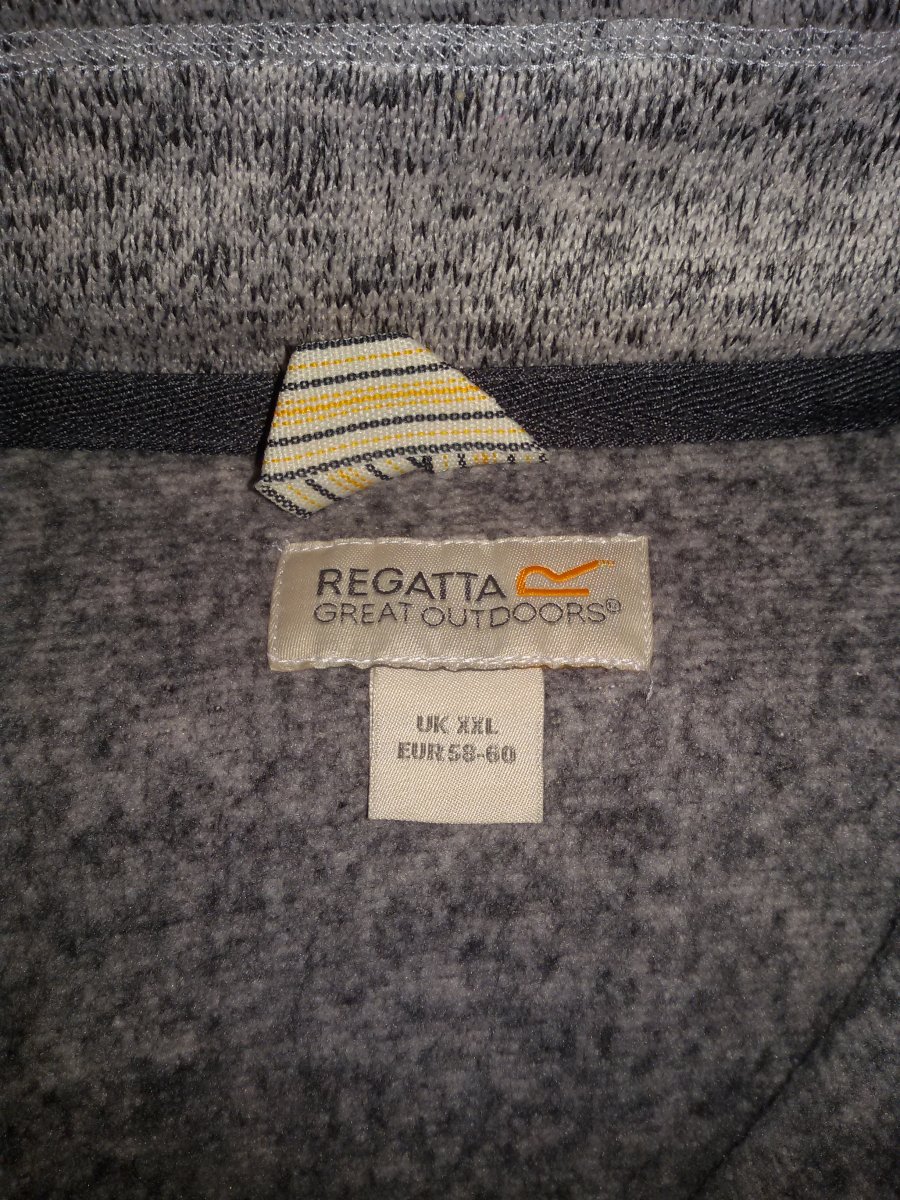 REGATTA
GREAT OUTDOORS®
UK XXL
EUR 58-60